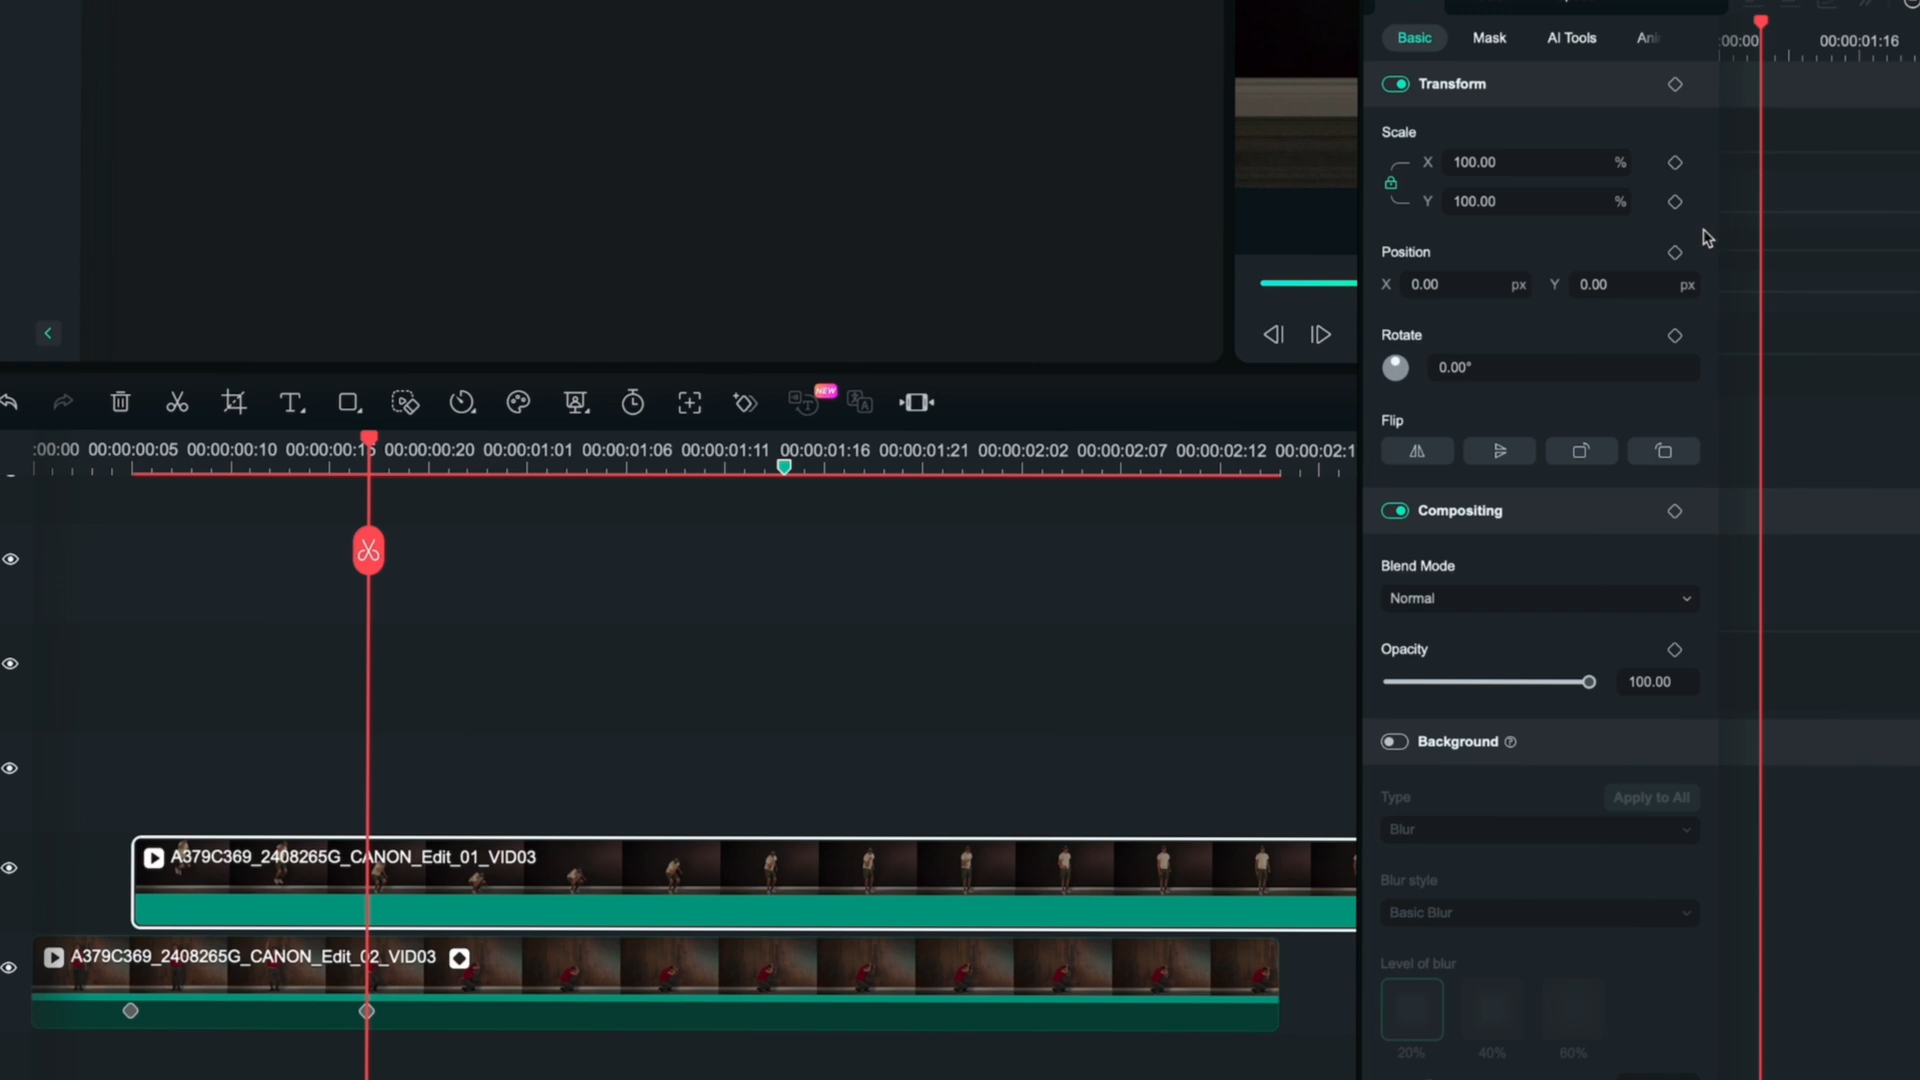 Basic Mask AI Tools Ani
:00:00 00:00:01:16
Transform
Scale
X 100.00 %
Y 100.00 %
Position
X 0.00 px Y 0.00 px
Rotate
0.00°
Flip
NEW
:00:00 00:00:00:05 00:00:00:10 00:00:00:15 00:00:00:20 00:00:01:01 00:00:01:06 00:00:01:11 00:00:01:16 00:00:01:21 00:00:02:02 00:00:02:07 00:00:02:12 00:00:02:1
Compositing
Blend Mode
Normal
Opacity
100.00
Background
Type Apply to All
Blur
Blur style
Basic Blur
Level of blur
20% 40% 60%
A379C369_2408265G_CANON_Edit_01_VID03
A379C369_2408265G_CANON_Edit_02_VID03